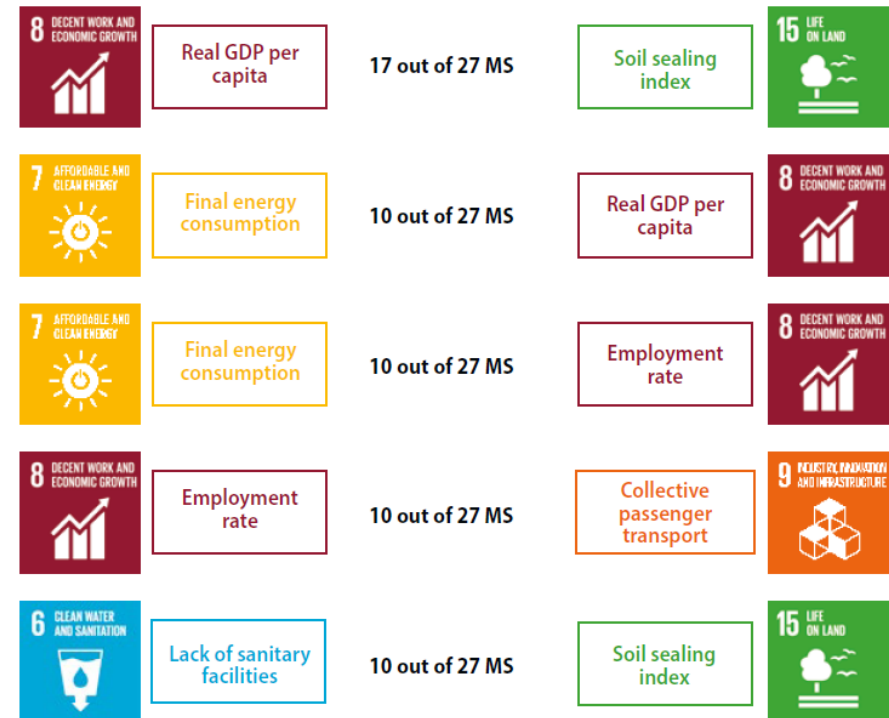 8 DECENT WORK AND
ECONOMIC GROWTH
Real GDP per
capita
17 out of 27 MS
Soil sealing
index
15 LIFE
ON LAND
7 AFFORDABLE AND
CLEAN ENERGY
Final energy
consumption
10 out of 27 MS
Real GDP per
capita
8 DECENT WORK AND
ECONOMIC GROWTH
7 AFFORDABLE AND
CLEAN ENERGY
Final energy
consumption
10 out of 27 MS
Employment
rate
8 DECENT WORK AND
ECONOMIC GROWTH
8 DECENT WORK AND
ECONOMIC GROWTH
Employment
rate
10 out of 27 MS
Collective
passenger
transport
9 INDUSTRY, INNOVATION
AND INFRASTRUCTURE
6 CLEAN WATER
AND SANITATION
Lack of sanitary
facilities
10 out of 27 MS
Soil sealing
index
15 LIFE
ON LAND